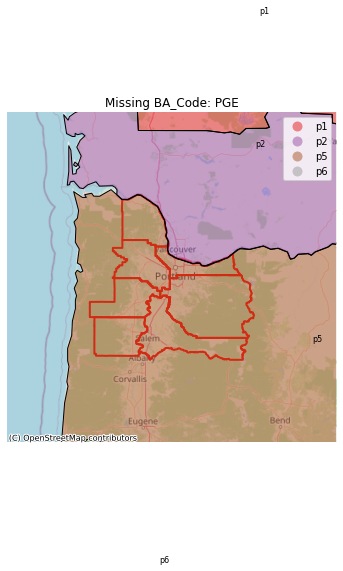 p1
Missing BA_Code: PGE
p1
p2
p5
p6
p2
Portland
p5
Salem
Albany
Corvallis
Eugene
Bend
(C) OpenStreetMap contributors
p6